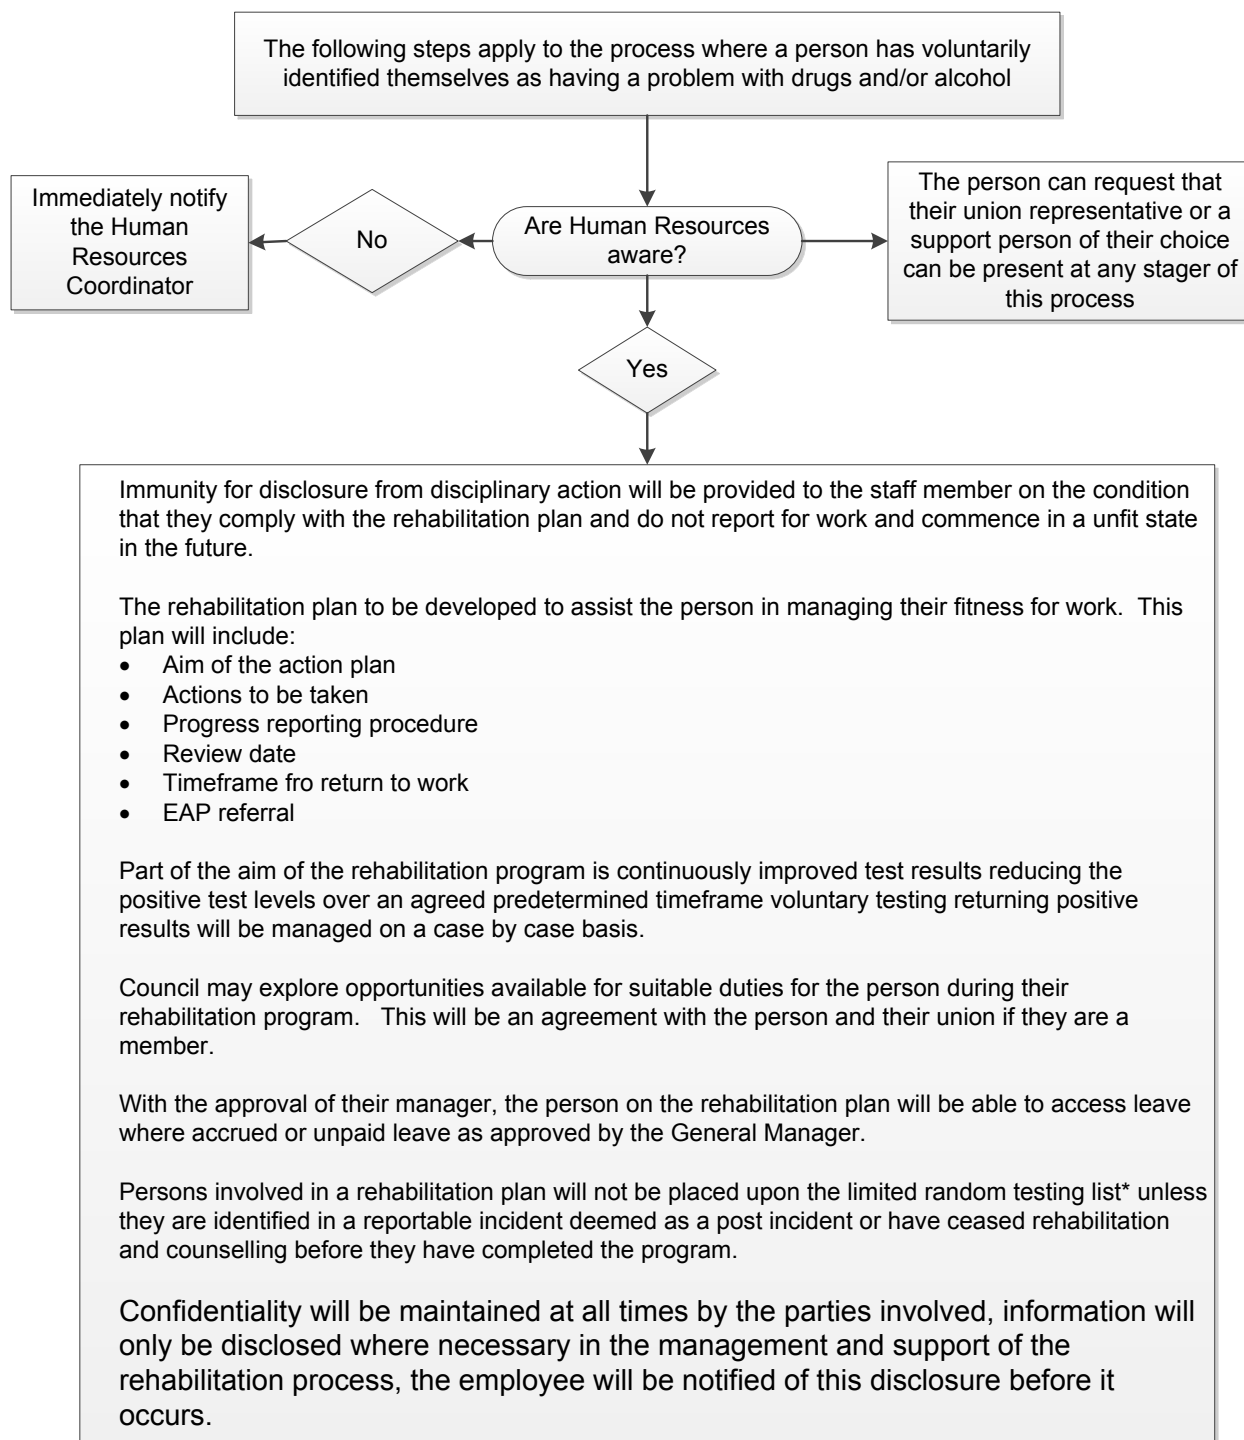 The following steps apply to the process where a person has voluntarily
identified themselves as having a problem with drugs and/or alcohol
Immediately notify
the Human
Resources
Coordinator
No
Are Human Resources
aware?
The person can request that
their union representative or a
support person of their choice
can be present at any stager of
this process
Yes
Immunity for disclosure from disciplinary action will be provided to the staff member on the condition
that they comply with the rehabilitation plan and do not report for work and commence in a unfit state
in the future.
The rehabilitation plan to be developed to assist the person in managing their fitness for work.  This
plan will include:
• Aim of the action plan
• Actions to be taken
• Progress reporting procedure
• Review date
• Timeframe fro return to work
• EAP referral
Part of the aim of the rehabilitation program is continuously improved test results reducing the
positive test levels over an agreed predetermined timeframe voluntary testing returning positive
results will be managed on a case by case basis.
Council may explore opportunities available for suitable duties for the person during their
rehabilitation program.   This will be an agreement with the person and their union if they are a
member.
With the approval of their manager, the person on the rehabilitation plan will be able to access leave
where accrued or unpaid leave as approved by the General Manager.
Persons involved in a rehabilitation plan will not be placed upon the limited random testing list* unless
they are identified in a reportable incident deemed as a post incident or have ceased rehabilitation
and counselling before they have completed the program.
Confidentiality will be maintained at all times by the parties involved, information will
only be disclosed where necessary in the management and support of the
rehabilitation process, the employee will be notified of this disclosure before it
occurs.